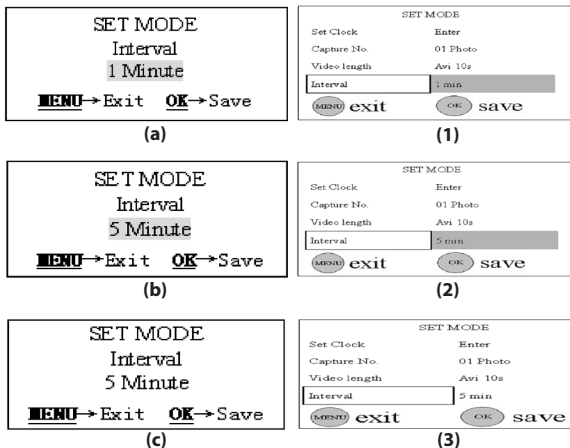 SET MODE
Interval
1 Minute
MENU→Exit OK→Save
(a)
SET MODE
Set Clock Enter
Capture No. 01 Photo
Video length Avi 10s
Interval 1 min
MENU exit OK save
(1)
SET MODE
Interval
5 Minute
MENU→Exit OK→Save
(b)
SET MODE
Set Clock Enter
Capture No. 01 Photo
Video length Avi 10s
Interval 5 min
MENU exit OK save
(2)
SET MODE
Interval
5 Minute
MENU→Exit OK→Save
(c)
SET MODE
Set Clock Enter
Capture No. 01 Photo
Video length Avi 10s
Interval 5 min
MENU exit OK save
(3)